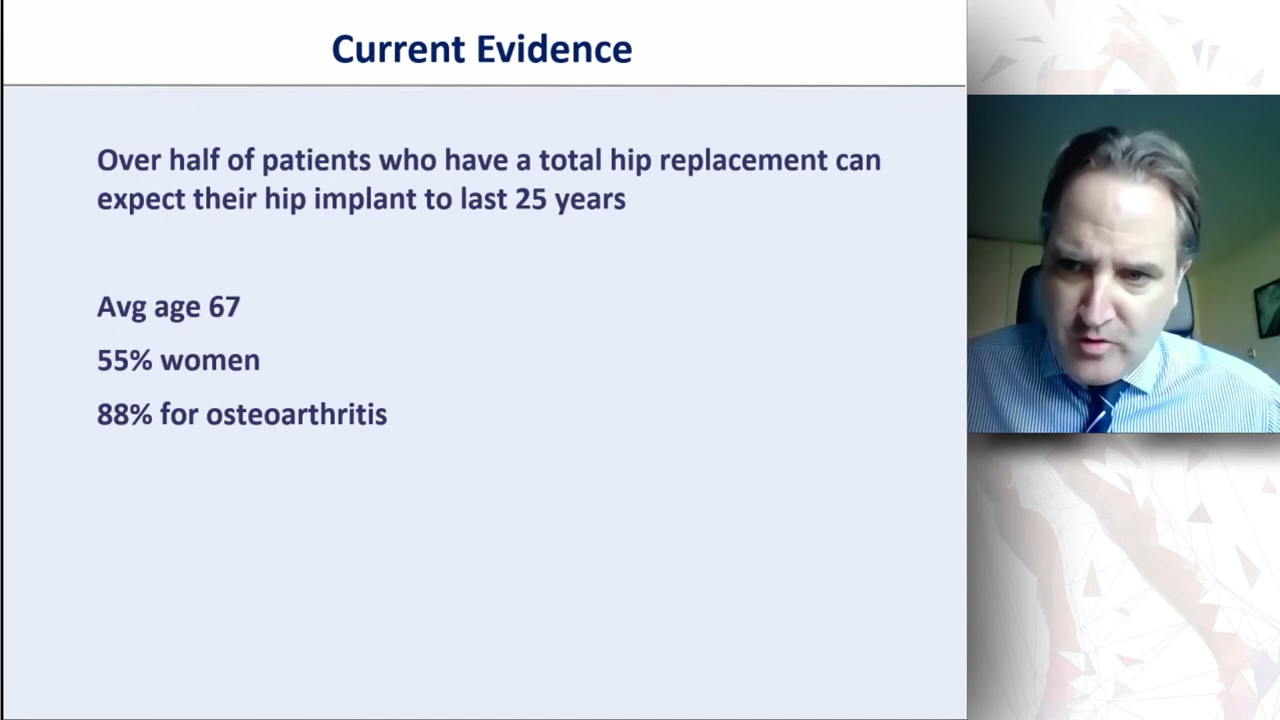 Current Evidence
Over half of patients who have a total hip replacement can
expect their hip implant to last 25 years
Avg age 67
55% women
88% for osteoarthritis